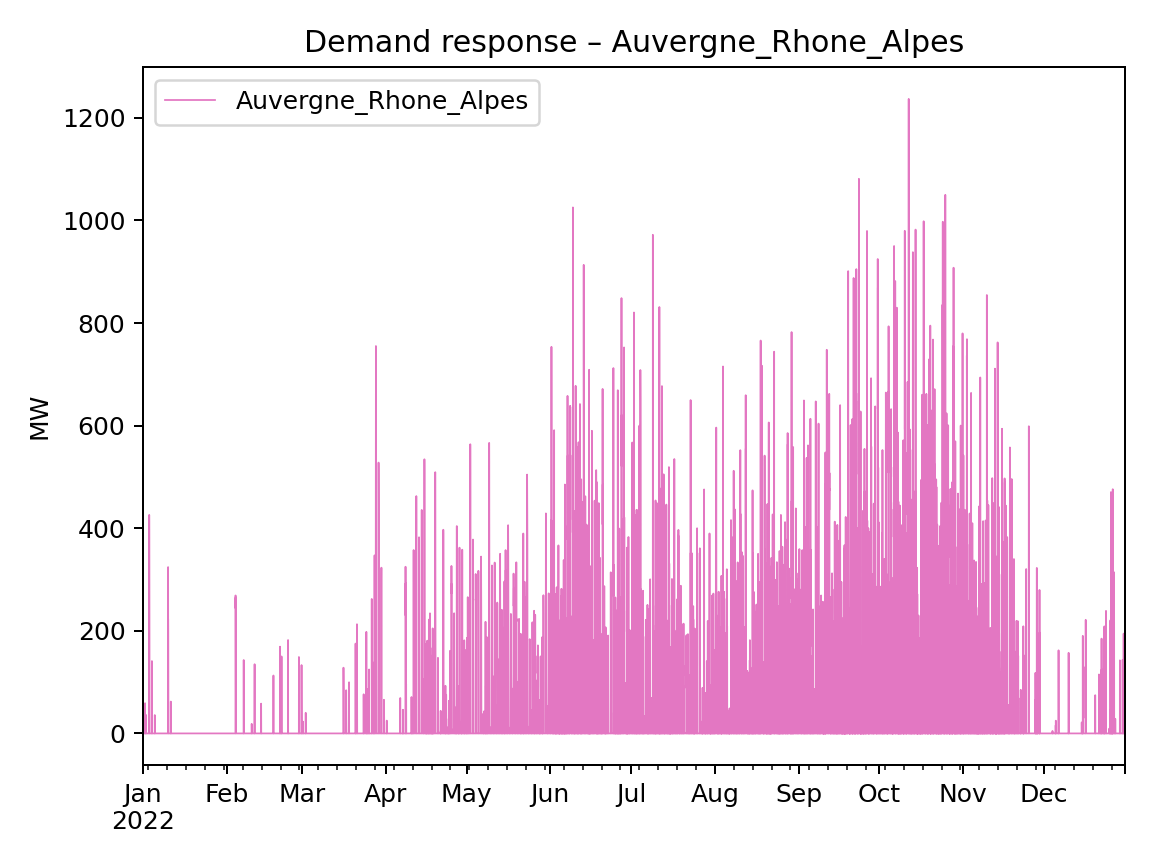 Demand response – Auvergne_Rhone_Alpes
Auvergne_Rhone_Alpes
MW
1200
1000
800
600
400
200
0
Jan Feb Mar Apr May Jun Jul Aug Sep Oct Nov Dec
2022